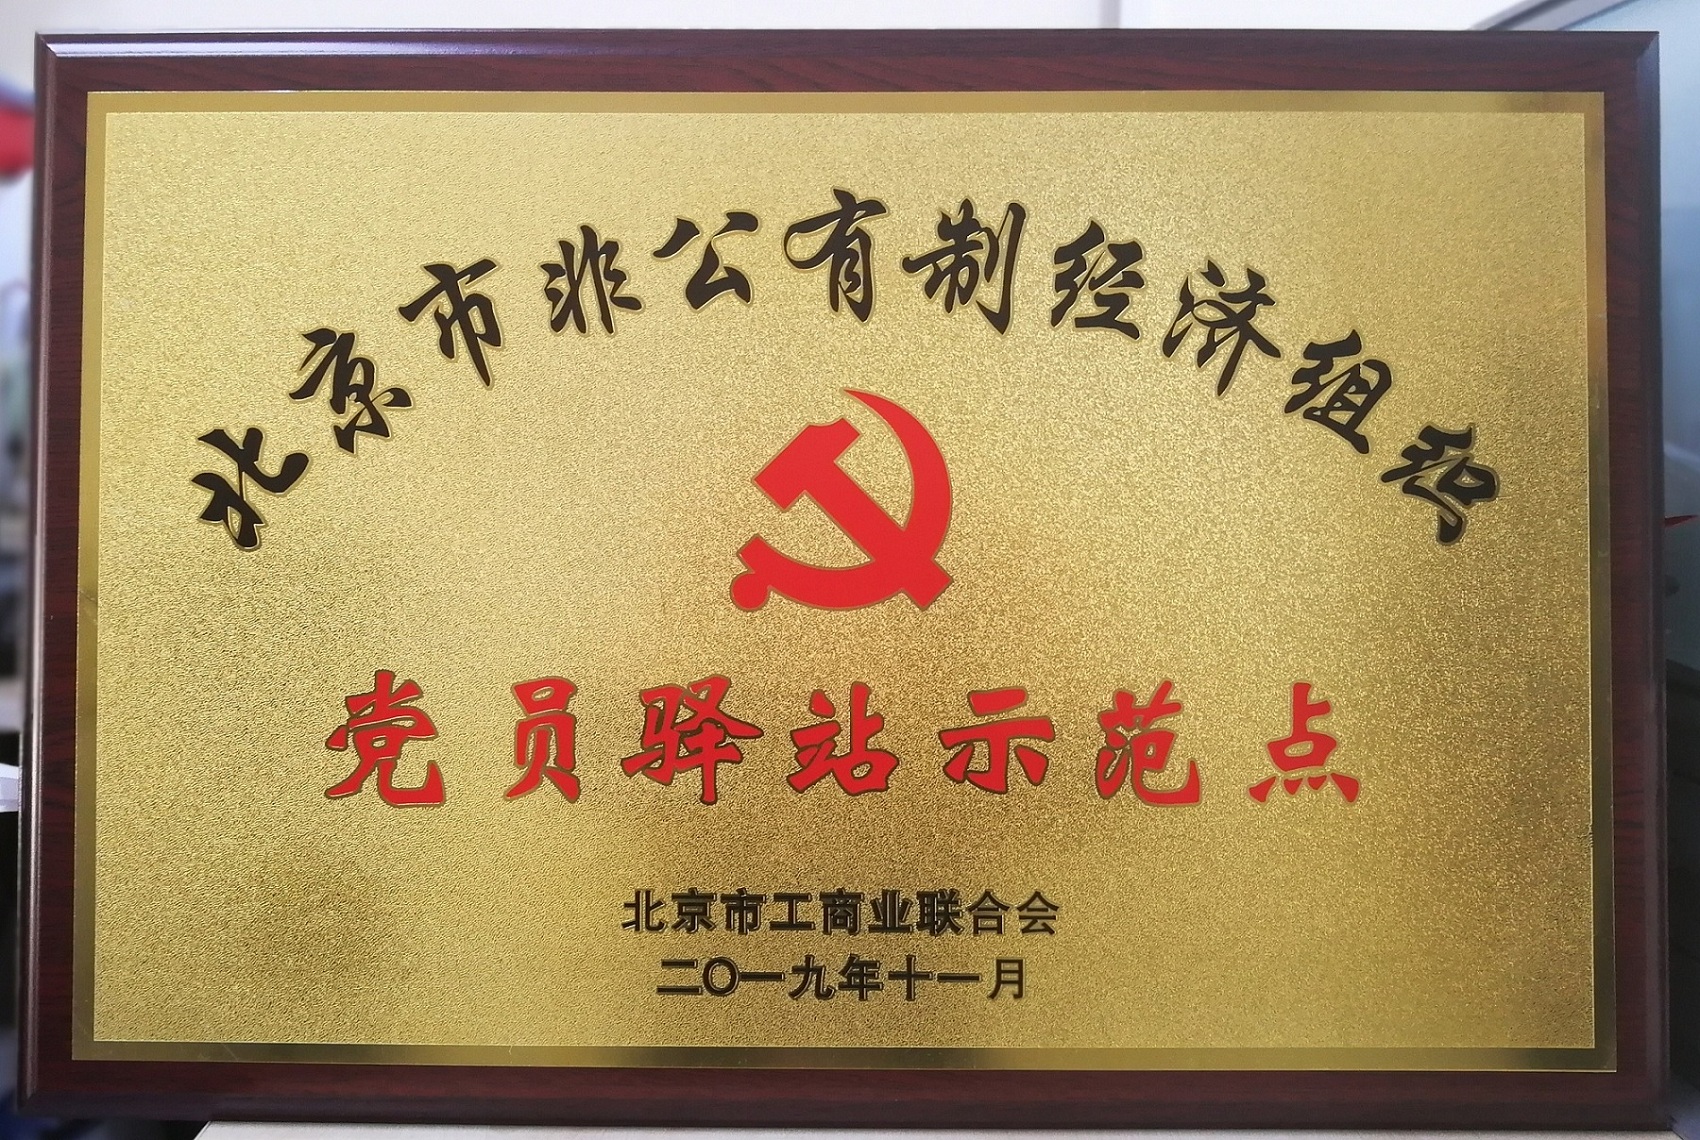 北京市非公有制经济组织
党员驿站示范点
北京市工商业联合会
二〇一九年十一月